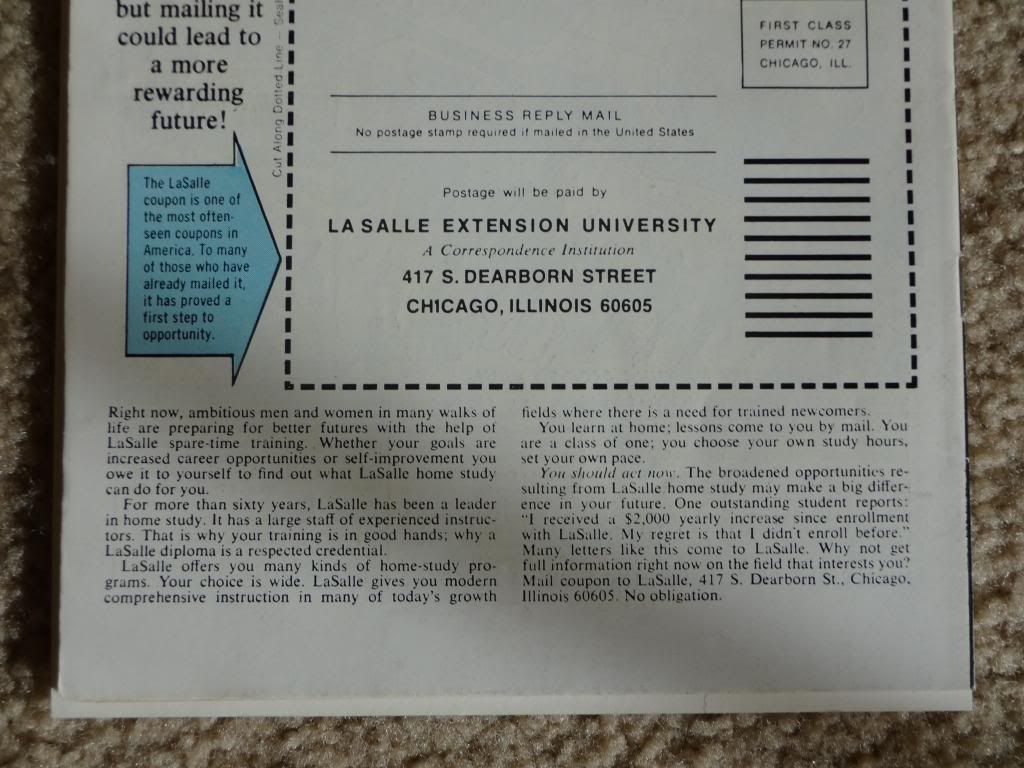 but mailing it
could lead to
a more
rewarding
future!
Cut Along Dotted Line – Seal
The LaSalle
coupon is one of
the most often-
seen coupons in
America. To many
of those who have
already mailed it,
it has proved a
first step to
opportunity.
FIRST CLASS
PERMIT NO. 27
CHICAGO, ILL.
BUSINESS REPLY MAIL
No postage stamp required if mailed in the United States
Postage will be paid by
LA SALLE EXTENSION UNIVERSITY
A Correspondence Institution
417 S. DEARBORN STREET
CHICAGO, ILLINOIS 60605
Right now, ambitious men and women in many walks of
life are preparing for better futures with the help of
LaSalle spare-time training. Whether your goals are
increased career opportunities or self-improvement you
owe it to yourself to find out what LaSalle home study
can do for you.
For more than sixty years, LaSalle has been a leader
in home study. It has a large staff of experienced instruc-
tors. That is why your training is in good hands; why a
LaSalle diploma is a respected credential.
LaSalle offers you many kinds of home-study pro-
grams. Your choice is wide. LaSalle gives you modern
comprehensive instruction in many of today's growth
fields where there is a need for trained newcomers.
You learn at home; lessons come to you by mail. You
are a class of one; you choose your own study hours,
set your own pace.
You should act now. The broadened opportunities re-
sulting from LaSalle home study may make a big differ-
ence in your future. One outstanding student reports:
"I received a $2,000 yearly increase since enrollment
with LaSalle. My regret is that I didn't enroll before."
Many letters like this come to LaSalle. Why not get
full information right now on the field that interests you?
Mail coupon to LaSalle, 417 S. Dearborn St., Chicago,
Illinois 60605. No obligation.